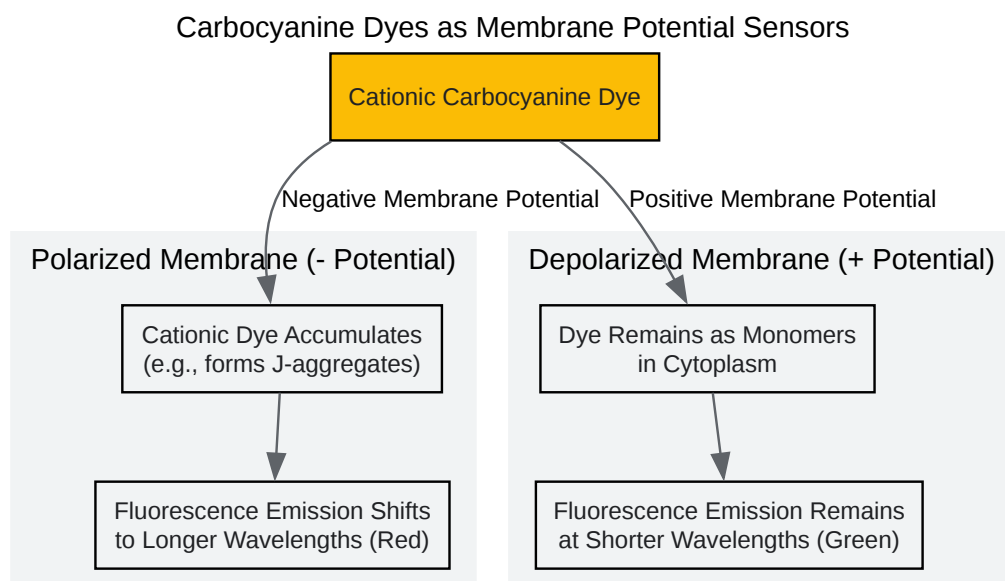 Carbocyanine Dyes as Membrane Potential Sensors
Cationic Carbocyanine Dye
Negative Membrane Potential
Positive Membrane Potential
Polarized Membrane (- Potential)
Depolarized Membrane (+ Potential)
Cationic Dye Accumulates
(e.g., forms J-aggregates)
Dye Remains as Monomers
in Cytoplasm
Fluorescence Emission Shifts
to Longer Wavelengths (Red)
Fluorescence Emission Remains
at Shorter Wavelengths (Green)